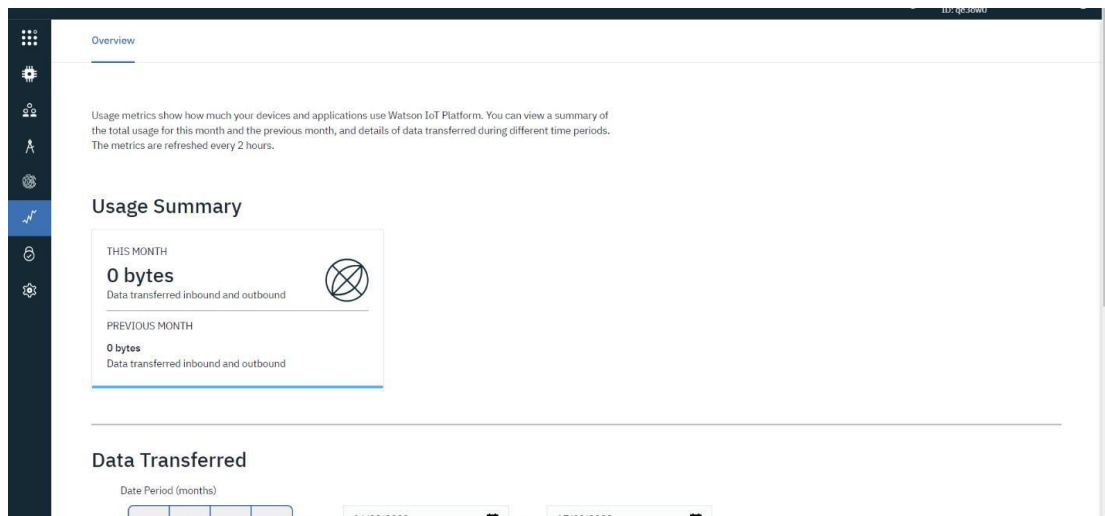 Overview
Usage metrics show how much your devices and applications use Watson IoT Platform. You can view a summary of
the total usage for this month and the previous month, and details of data transferred during different time periods.
The metrics are refreshed every 2 hours.
Usage Summary
THIS MONTH
0 bytes
Data transferred inbound and outbound
PREVIOUS MONTH
0 bytes
Data transferred inbound and outbound
Data Transferred
Date Period (months)